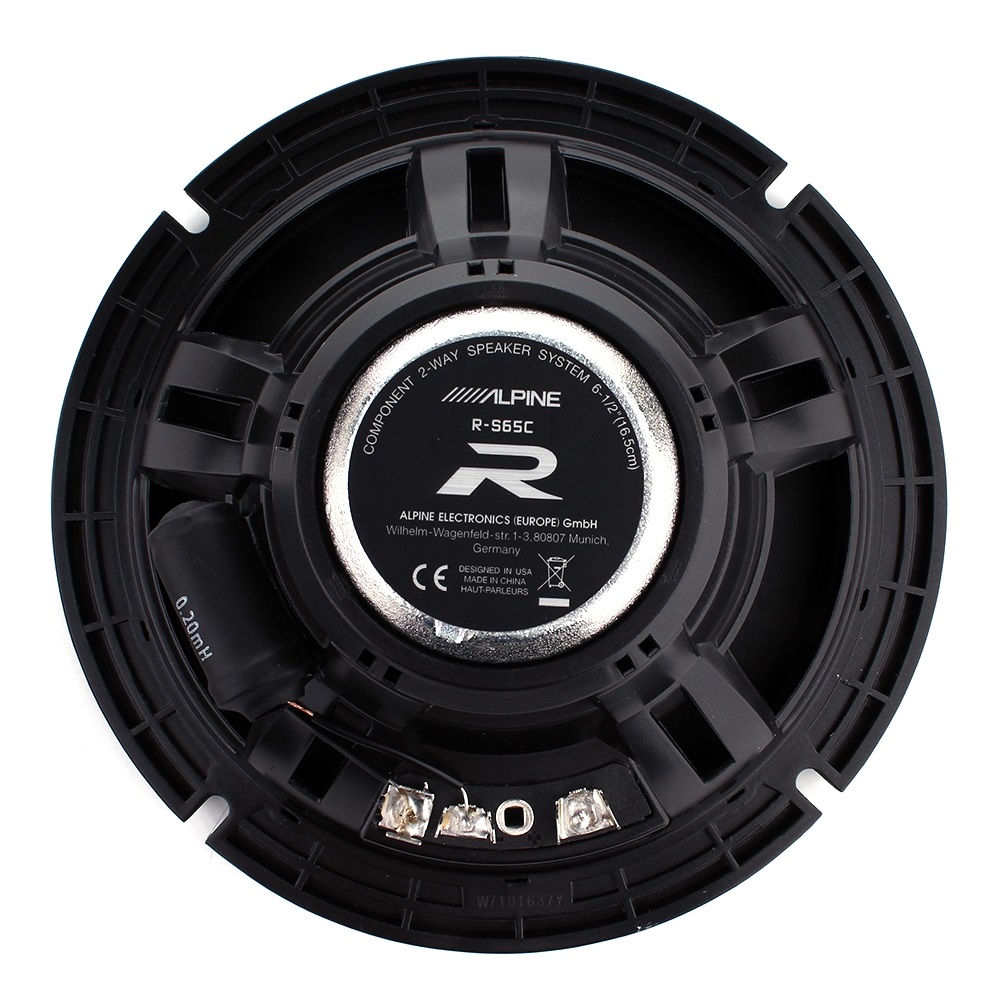 COMPONENT 2-WAY SPEAKER SYSTEM 6-1/2"(16.5cm)
ALPINE
R-S65C
R
ALPINE ELECTRONICS (EUROPE) GmbH
Wilhelm-Wagenfeld-str. 1-3, 80807 Munich,
Germany
CE
DESIGNED IN USA
MADE IN CHINA
HAUT-PARLEURS
0.20mH
W7101637Y